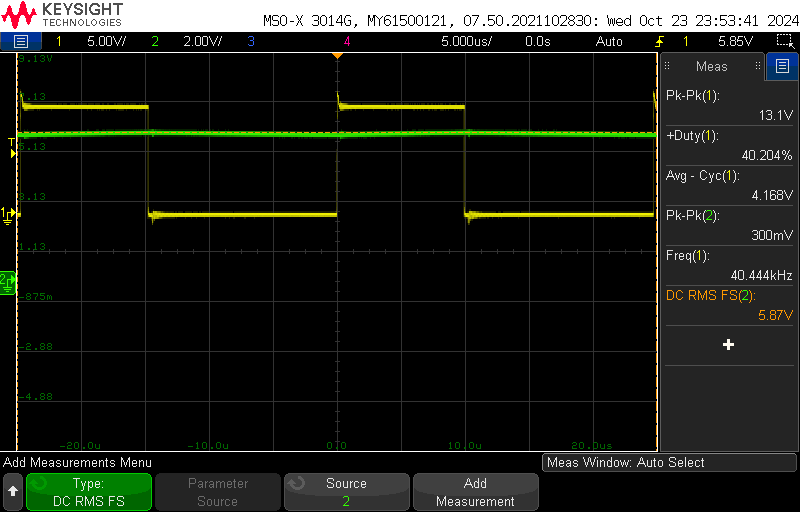 KEYSIGHT
TECHNOLOGIES
MSO-X 3014G, MY61500121, 07.50.2021102830: Wed Oct 23 23:53:41 2024
1 5.00V/ 2 2.00V/ 3 4 5.000us/ 0.0s Auto 1 5.85V
9.13V
7.13
5.13
3.13
1.13
-875m
-2.88
-4.88
T
1
2
-20.0u -10.0u 0.0 10.0u 20.0us
Meas
Pk-Pk(1):
13.1V
+Duty(1):
40.204%
Avg - Cyc(1):
4.168V
Pk-Pk(2):
300mV
Freq(1):
40.444kHz
DC RMS FS(2):
5.87V
+
Add Measurements Menu
Meas Window: Auto Select
Type:
DC RMS FS
Parameter
Source
Source
2
Add
Measurement